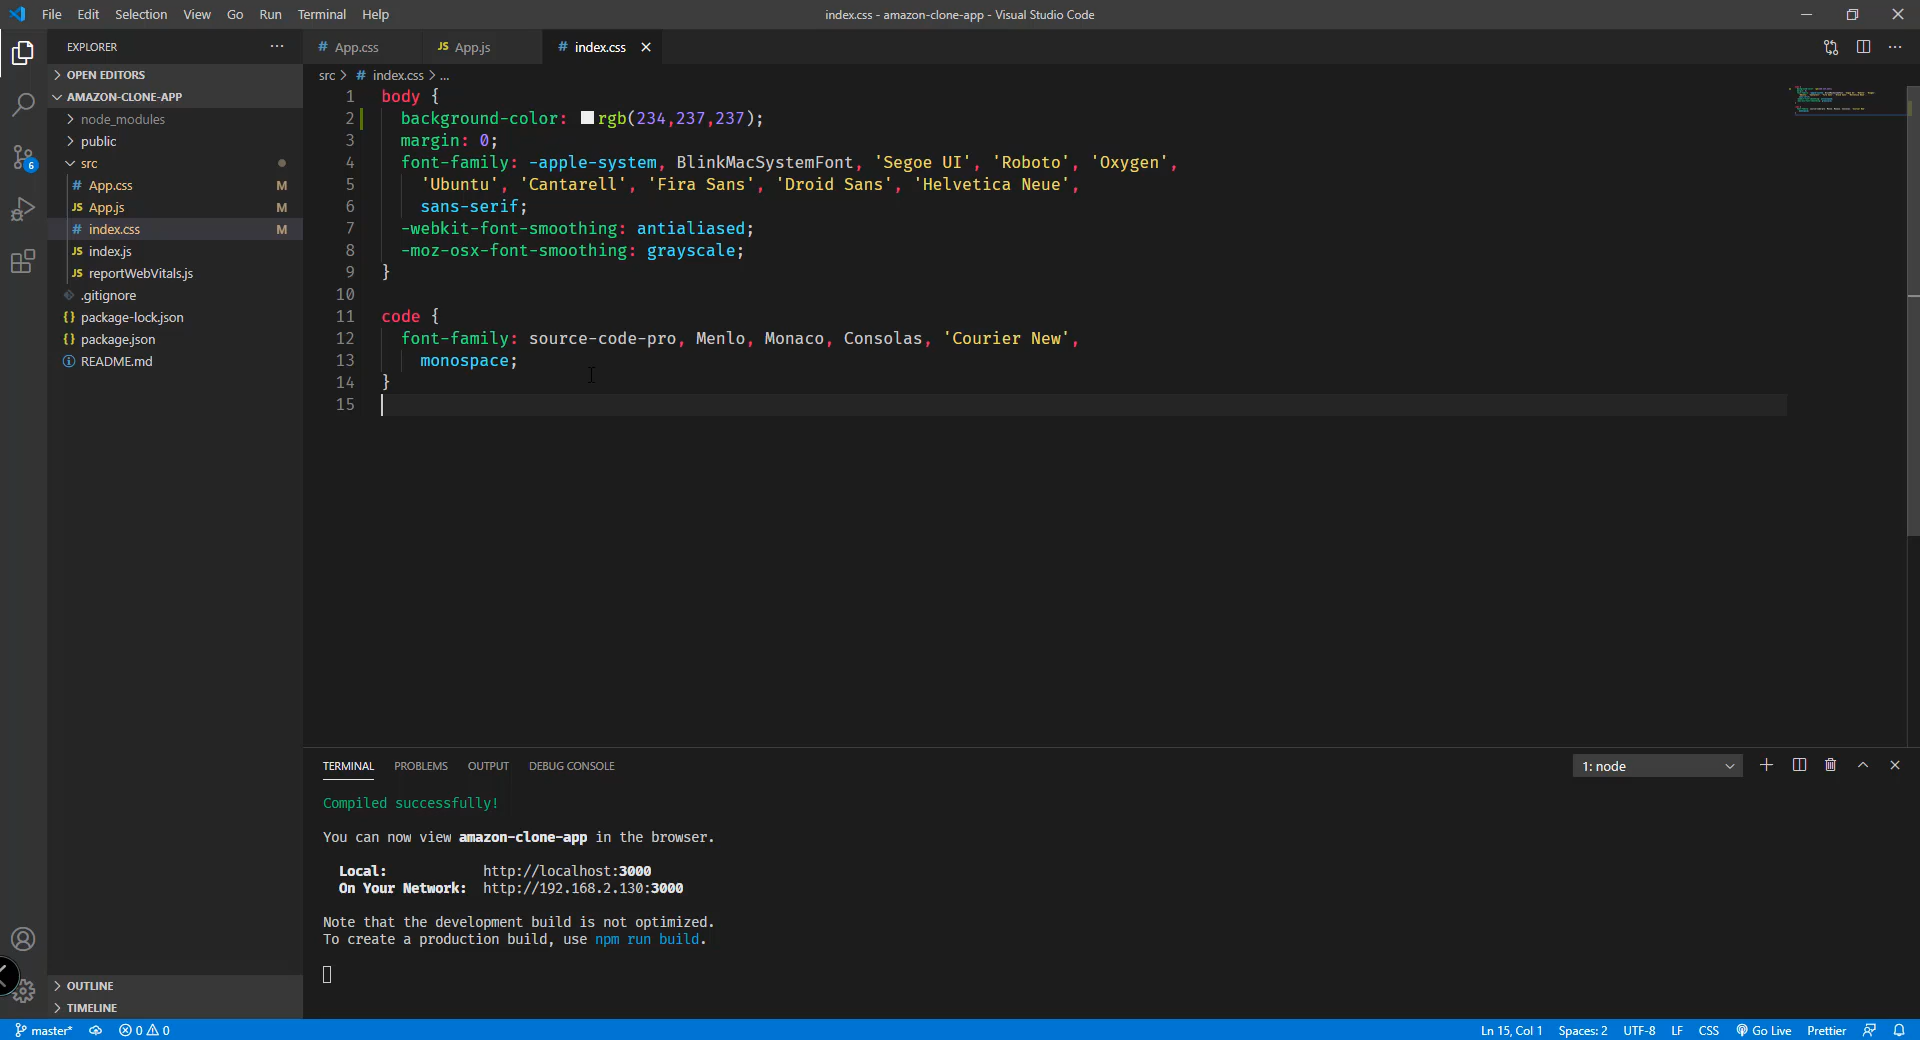 File Edit Selection View Go Run Terminal Help
index.css - amazon-clone-app - Visual Studio Code
EXPLORER
OPEN EDITORS
AMAZON-CLONE-APP
node_modules
public
src
# App.css M
JS App.js M
# index.css M
JS index.js
JS reportWebVitals.js
.gitignore
{} package-lock.json
{} package.json
README.md
OUTLINE
TIMELINE
6
# App.css JS App.js # index.css
src > # index.css > ...
1 body {
2 background-color: rgb(234,237,237);
3 margin: 0;
4 font-family: -apple-system, BlinkMacSystemFont, 'Segoe UI', 'Roboto', 'Oxygen',
5 'Ubuntu', 'Cantarell', 'Fira Sans', 'Droid Sans', 'Helvetica Neue',
6 sans-serif;
7 -webkit-font-smoothing: antialiased;
8 -moz-osx-font-smoothing: grayscale;
9 }
10
11 code {
12 font-family: source-code-pro, Menlo, Monaco, Consolas, 'Courier New',
13 monospace;
14 }
15
TERMINAL PROBLEMS OUTPUT DEBUG CONSOLE
1: node
Compiled successfully!
You can now view amazon-clone-app in the browser.
Local: http://localhost:3000
On Your Network: http://192.168.2.130:3000
Note that the development build is not optimized.
To create a production build, use npm run build.
master* 0 0
Ln 15, Col 1 Spaces: 2 UTF-8 LF CSS Go Live Prettier